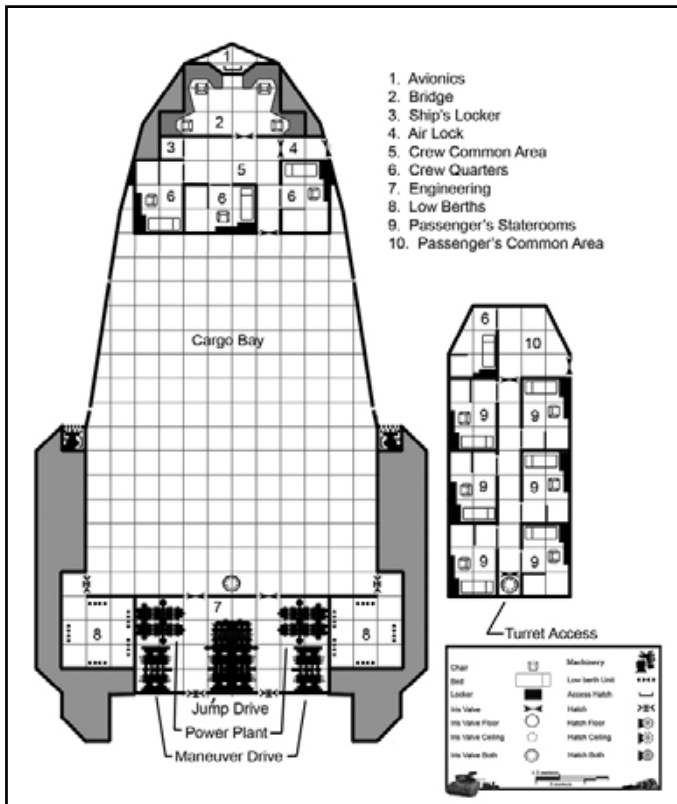 1
2
3
4
5
6
6
6
Cargo Bay
7
8
8
Jump Drive
Power Plant
Maneuver Drive
1. Avionics
2. Bridge
3. Ship's Locker
4. Air Lock
5. Crew Common Area
6. Crew Quarters
7. Engineering
8. Low Berths
9. Passenger's Staterooms
10. Passenger's Common Area
6
10
9
9
9
9
9
9
Turret Access
Chair
Bed
Locker
Iris Valve
Iris Valve Floor
Iris Valve Ceiling
Iris Valve Both
Machinery
Low berth Unit
Access Hatch
Hatch
Hatch Floor
Hatch Ceiling
Hatch Both
1.5 meters